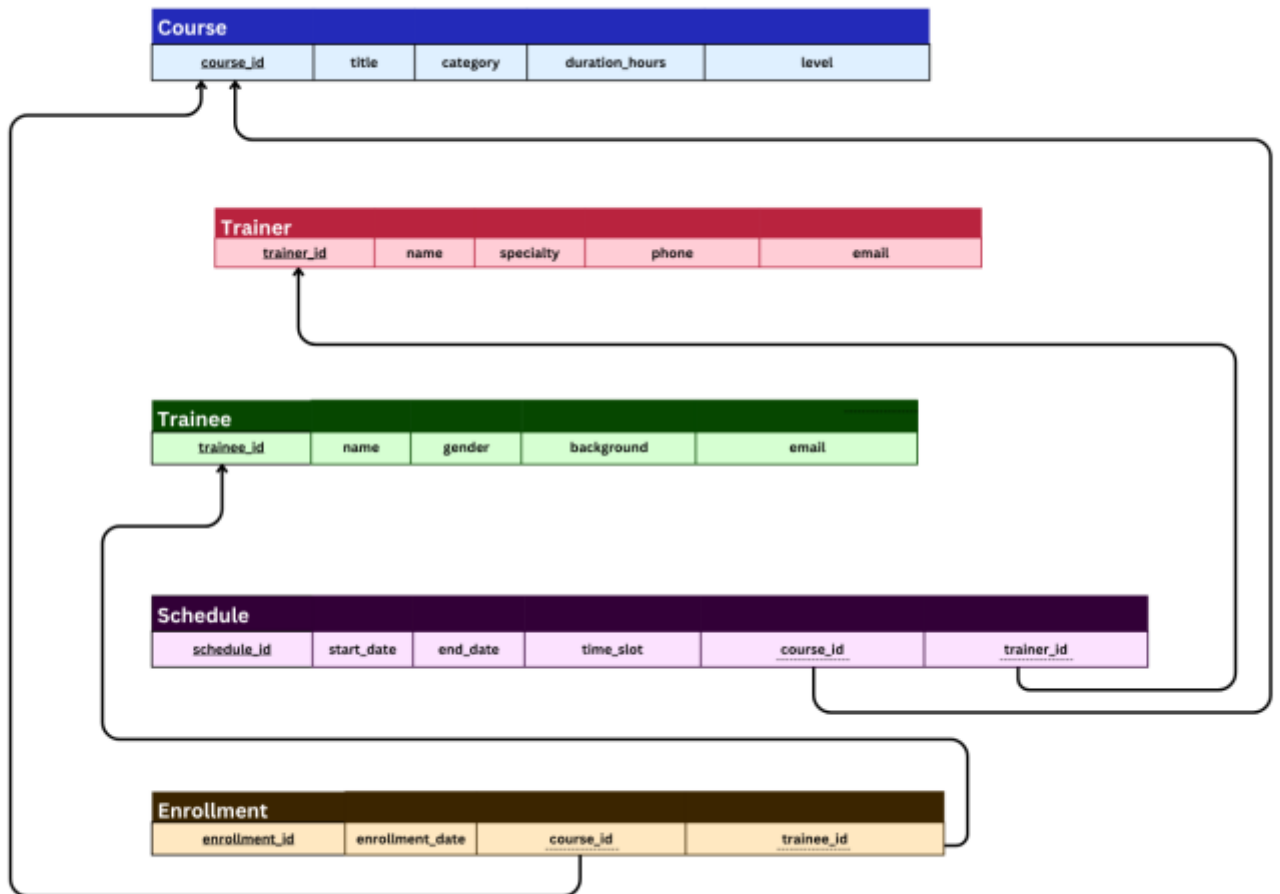 Course
course_id title category duration_hours level
Trainer
trainer_id name specialty phone email
Trainee
trainee_id name gender background email
Schedule
schedule_id start_date end_date time_slot course_id trainer_id
Enrollment
enrollment_id enrollment_date course_id trainee_id